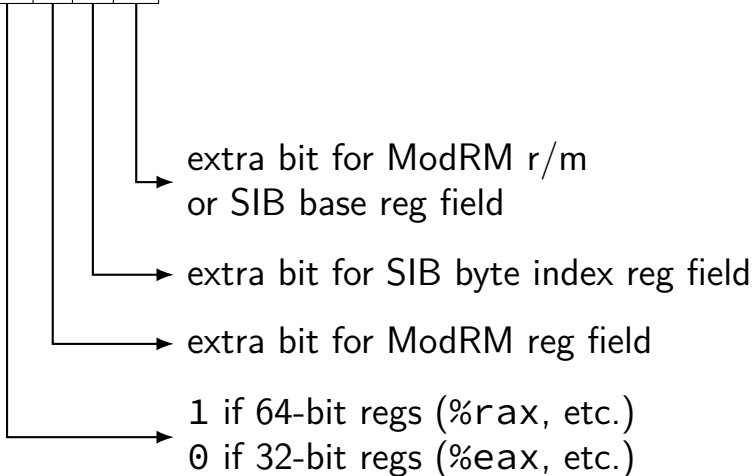 extra bit for ModRM r/m
or SIB base reg field
extra bit for SIB byte index reg field
extra bit for ModRM reg field
1 if 64-bit regs (%rax, etc.)
0 if 32-bit regs (%eax, etc.)